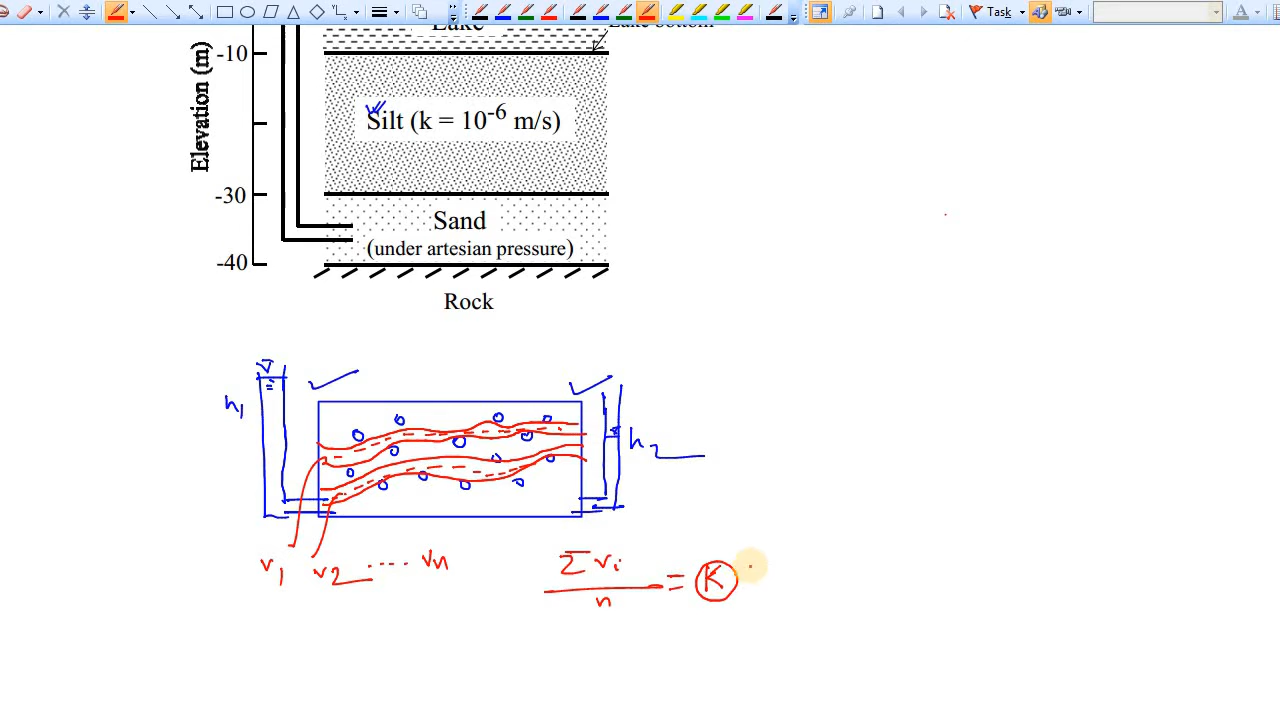 Task
Lake
Lake bottom
Elevation (m)
-10
Silt (k = 10-6 m/s)
-30
Sand
(under artesian pressure)
-40
Rock
h1
h2
v1 v2 .... vn
Σ vi
n
= K